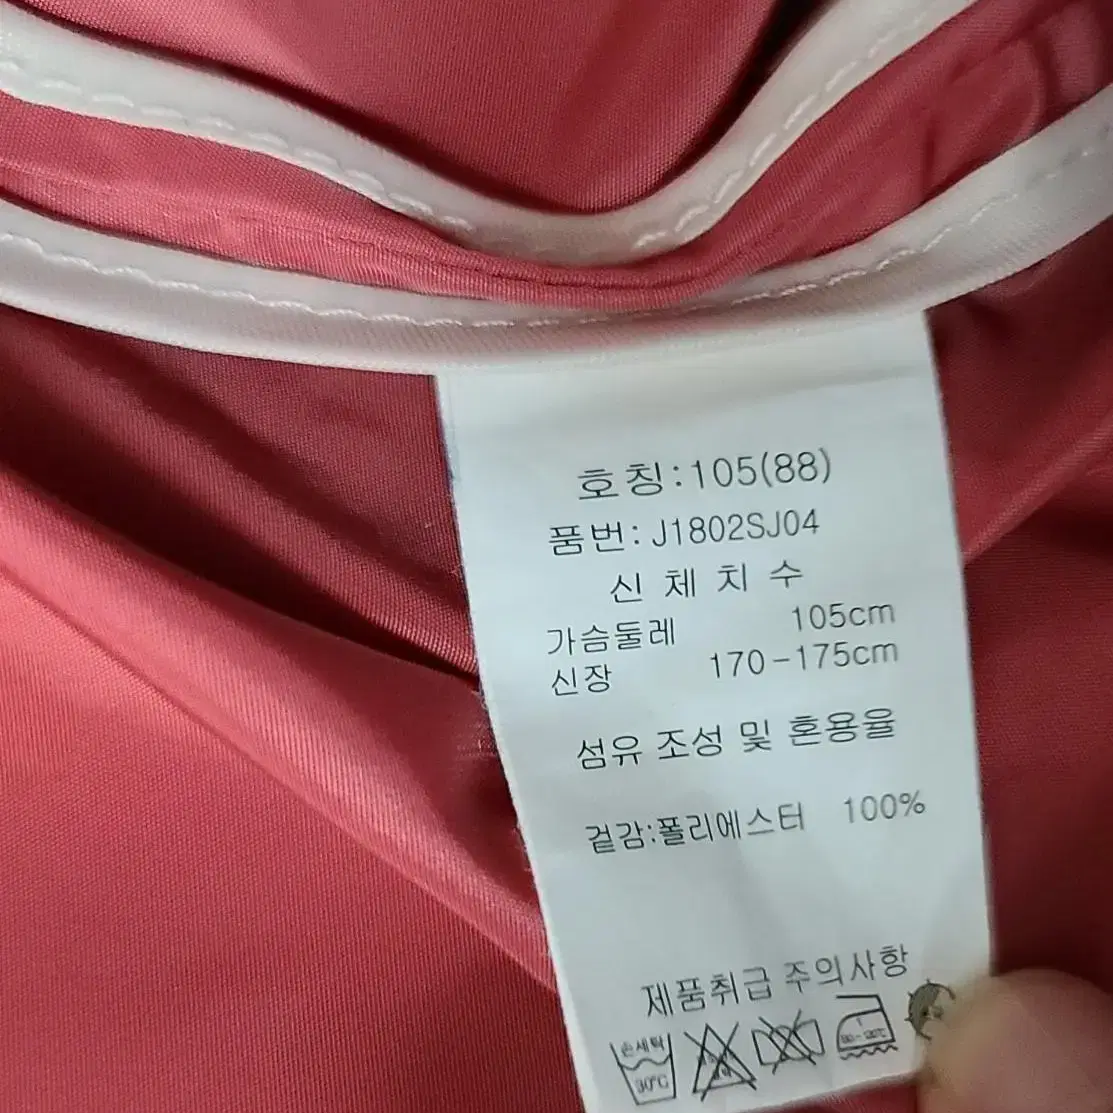 호칭:105(88)
품번:J1802SJ04
신 체 치 수
가슴둘레 105cm
신장 170-175cm
섬유 조성 및 혼용율
겉감:폴리에스터 100%
제품취급 주의사항
손세탁
30℃